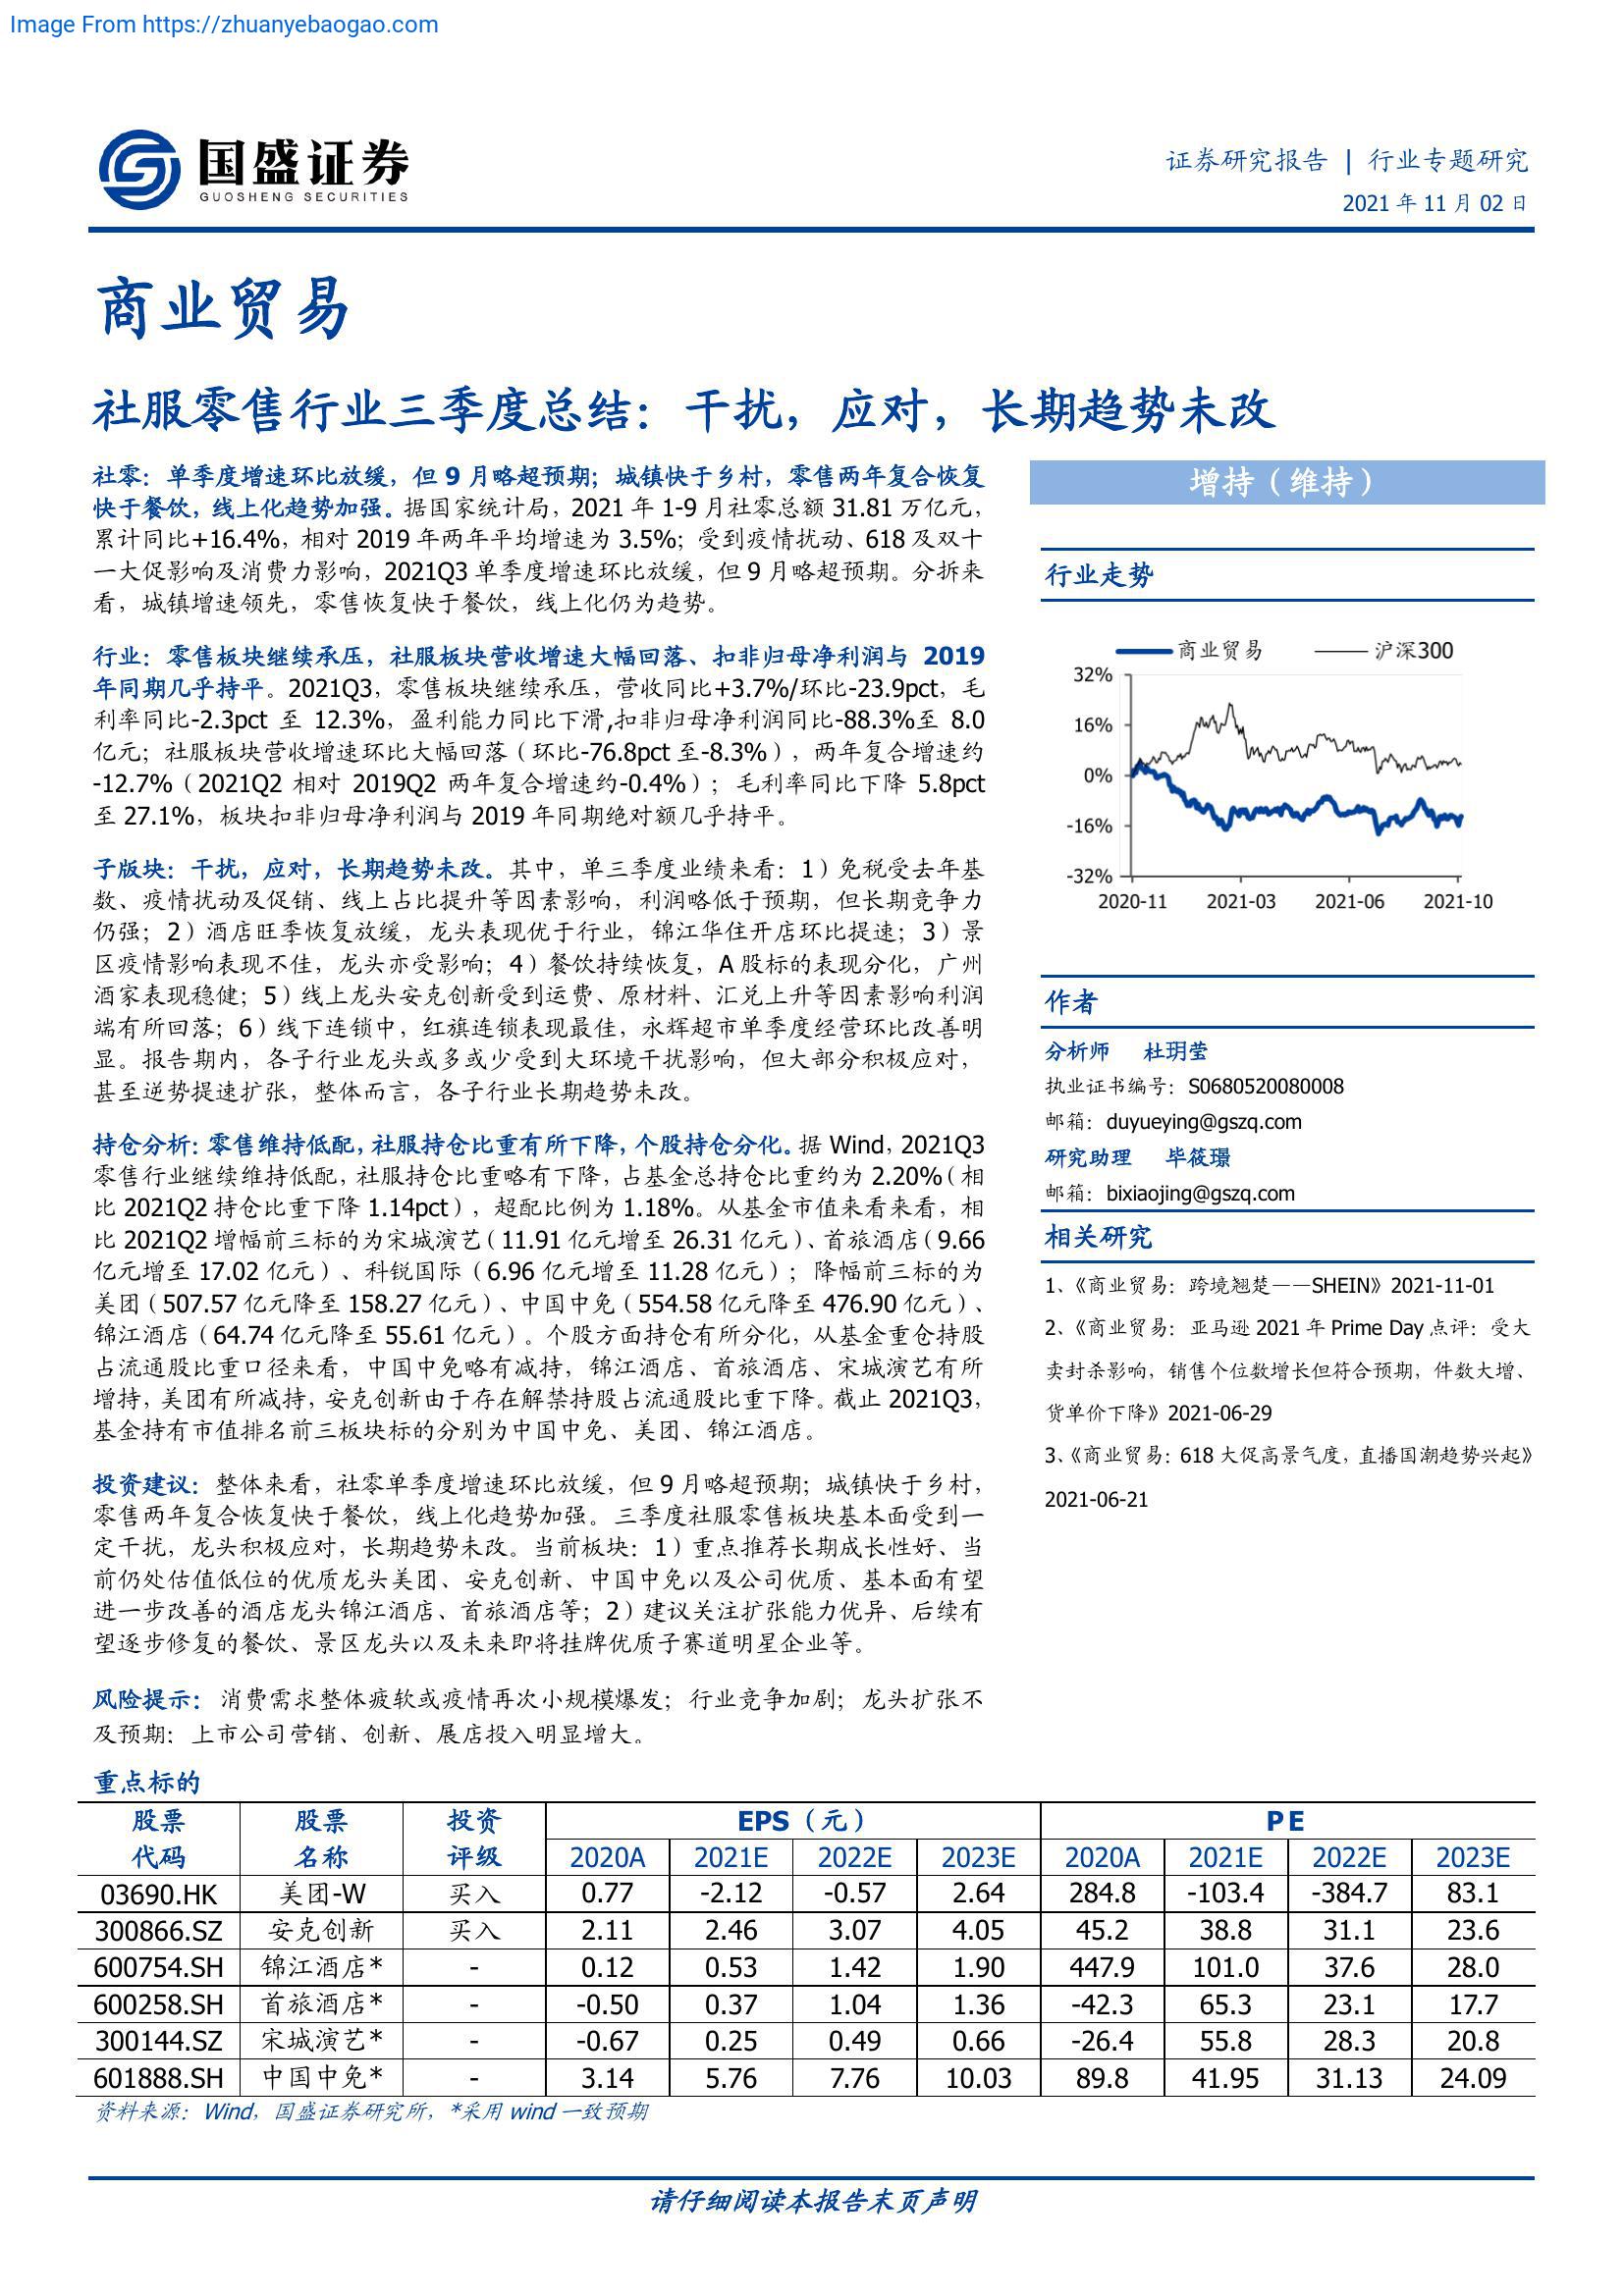 Image From https://zhuanyebaogao.com
国盛证券
GUOSHENG SECURITIES
证券研究报告 | 行业专题研究
2021 年 11 月 02 日
商业贸易
社服零售行业三季度总结：干扰，应对，长期趋势未改
社零：单季度增速环比放缓，但 9 月略超预期；城镇快于乡村，零售两年复合恢复
快于餐饮，线上化趋势加强。据国家统计局，2021 年 1-9 月社零总额 31.81 万亿元，
累计同比+16.4%，相对 2019 年两年平均增速为 3.5%；受到疫情扰动、618 及双十
一大促影响及消费力影响，2021Q3 单季度增速环比放缓，但 9 月略超预期。分拆来
看，城镇增速领先，零售恢复快于餐饮，线上化仍为趋势。
行业：零售板块继续承压，社服板块营收增速大幅回落、扣非归母净利润与 2019
年同期几乎持平。2021Q3，零售板块继续承压，营收同比+3.7%/环比-23.9pct，毛
利率同比-2.3pct 至 12.3%，盈利能力同比下滑,扣非归母净利润同比-88.3%至 8.0
亿元；社服板块营收增速环比大幅回落（环比-76.8pct 至-8.3%），两年复合增速约
-12.7%（2021Q2 相对 2019Q2 两年复合增速约-0.4%）；毛利率同比下降 5.8pct
至 27.1%，板块扣非归母净利润与 2019 年同期绝对额几乎持平。
子版块：干扰，应对，长期趋势未改。其中，单三季度业绩来看：1）免税受去年基
数、疫情扰动及促销、线上占比提升等因素影响，利润略低于预期，但长期竞争力
仍强；2）酒店旺季恢复放缓，龙头表现优于行业，锦江华住开店环比提速；3）景
区疫情影响表现不佳，龙头亦受影响；4）餐饮持续恢复，A 股标的表现分化，广州
酒家表现稳健；5）线上龙头安克创新受到运费、原材料、汇兑上升等因素影响利润
端有所回落；6）线下连锁中，红旗连锁表现最佳，永辉超市单季度经营环比改善明
显。报告期内，各子行业龙头或多或少受到大环境干扰影响，但大部分积极应对，
甚至逆势提速扩张，整体而言，各子行业长期趋势未改。
持仓分析：零售维持低配，社服持仓比重有所下降，个股持仓分化。据 Wind，2021Q3
零售行业继续维持低配，社服持仓比重略有下降，占基金总持仓比重约为 2.20%（相
比 2021Q2 持仓比重下降 1.14pct），超配比例为 1.18%。从基金市值来看来看，相
比 2021Q2 增幅前三标的为宋城演艺（11.91 亿元增至 26.31 亿元）、首旅酒店（9.66
亿元增至 17.02 亿元）、科锐国际（6.96 亿元增至 11.28 亿元）；降幅前三标的为
美团（507.57 亿元降至 158.27 亿元）、中国中免（554.58 亿元降至 476.90 亿元）、
锦江酒店（64.74 亿元降至 55.61 亿元）。个股方面持仓有所分化，从基金重仓持股
占流通股比重口径来看，中国中免略有减持，锦江酒店、首旅酒店、宋城演艺有所
增持，美团有所减持，安克创新由于存在解禁持股占流通股比重下降。截止 2021Q3，
基金持有市值排名前三板块标的分别为中国中免、美团、锦江酒店。
投资建议：整体来看，社零单季度增速环比放缓，但 9 月略超预期；城镇快于乡村，
零售两年复合恢复快于餐饮，线上化趋势加强。三季度社服零售板块基本面受到一
定干扰，龙头积极应对，长期趋势未改。当前板块：1）重点推荐长期成长性好、当
前仍处估值低位的优质龙头美团、安克创新、中国中免以及公司优质、基本面有望
进一步改善的酒店龙头锦江酒店、首旅酒店等；2）建议关注扩张能力优异、后续有
望逐步修复的餐饮、景区龙头以及未来即将挂牌优质子赛道明星企业等。
风险提示：消费需求整体疲软或疫情再次小规模爆发；行业竞争加剧；龙头扩张不
及预期；上市公司营销、创新、展店投入明显增大。
增持（维持）
行业走势
商业贸易 沪深300
32%
16%
0%
-16%
-32%
2020-11 2021-03 2021-06 2021-10
作者
分析师 杜玥莹
执业证书编号：S0680520080008
邮箱：duyueying@gszq.com
研究助理 毕筱璟
邮箱：bixiaojing@gszq.com
相关研究
1、《商业贸易：跨境翘楚——SHEIN》2021-11-01
2、《商业贸易：亚马逊 2021 年 Prime Day 点评：受大
卖封杀影响，销售个位数增长但符合预期，件数大增、
货单价下降》2021-06-29
3、《商业贸易：618 大促高景气度，直播国潮趋势兴起》
2021-06-21
重点标的
股票 股票 投资 EPS（元） PE
代码 名称 评级 2020A 2021E 2022E 2023E 2020A 2021E 2022E 2023E
03690.HK 美团-W 买入 0.77 -2.12 -0.57 2.64 284.8 -103.4 -384.7 83.1
300866.SZ 安克创新 买入 2.11 2.46 3.07 4.05 45.2 38.8 31.1 23.6
600754.SH 锦江酒店* - 0.12 0.53 1.42 1.90 447.9 101.0 37.6 28.0
600258.SH 首旅酒店* - -0.50 0.37 1.04 1.36 -42.3 65.3 23.1 17.7
300144.SZ 宋城演艺* - -0.67 0.25 0.49 0.66 -26.4 55.8 28.3 20.8
601888.SH 中国中免* - 3.14 5.76 7.76 10.03 89.8 41.95 31.13 24.09
资料来源：Wind，国盛证券研究所，*采用 wind 一致预期
请仔细阅读本报告末页声明